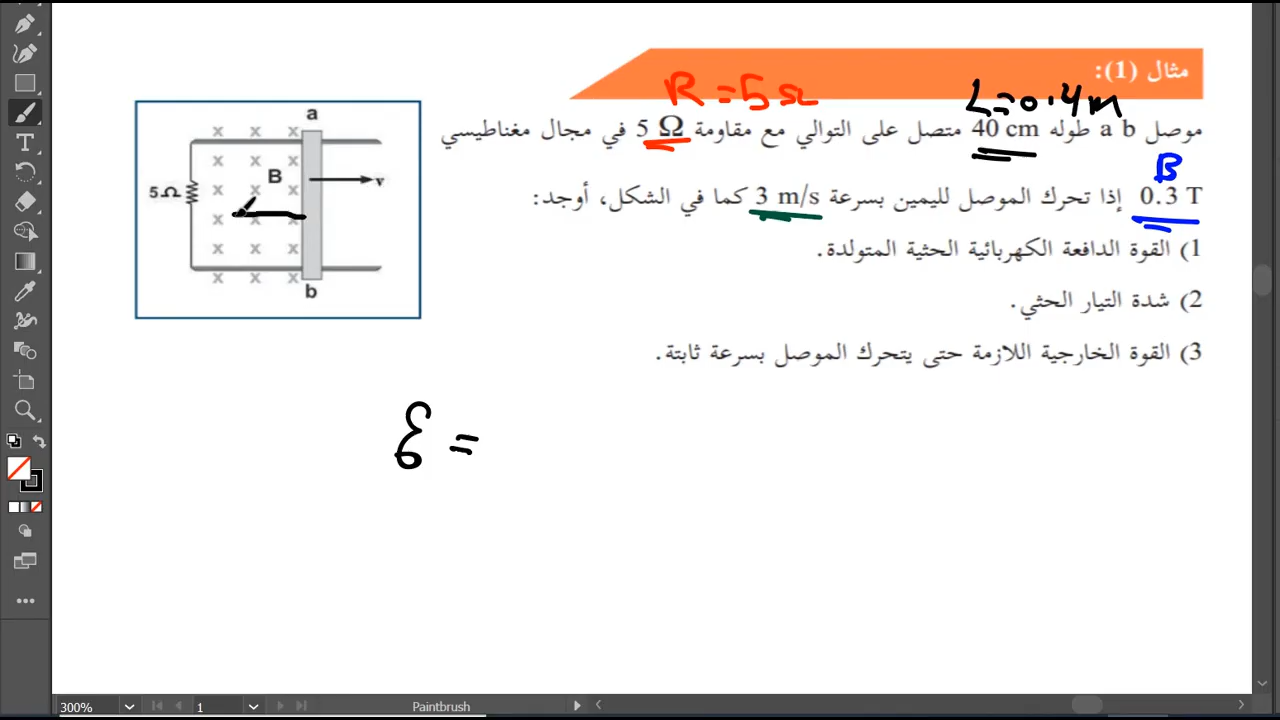 مثال (1):
R = 5 Ω
L = 0.4 m
موصل a b طوله 40 cm متصل على التوالي مع مقاومة 5 Ω في مجال مغناطيسي
B
0.3 T إذا تحرك الموصل لليمين بسرعة 3 m/s كما في الشكل، أوجد:
1) القوة الدافعة الكهربائية الحثية المتولدة.
2) شدة التيار الحثي.
3) القوة الخارجية اللازمة حتى يتحرك الموصل بسرعة ثابتة.
a
x x x
x x x
B
v
5Ω
x x x
x x x
x x x
x x x
b
ε =
300%
1
Paintbrush